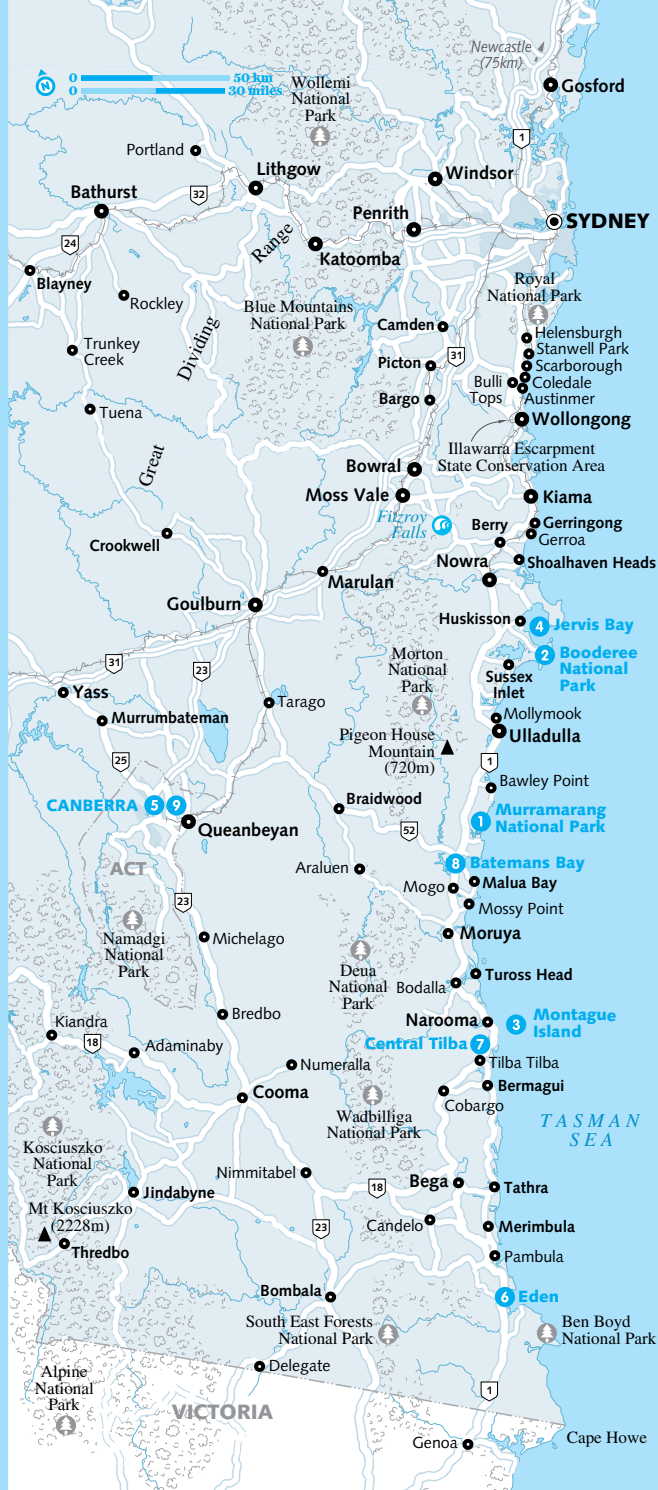 Newcastle
(75km)
N
0
50 km
0
30 miles
Gosford
Wollemi
National
Park
1
Portland
Lithgow
Windsor
32
Bathurst
Penrith
SYDNEY
24
Range
Katoomba
Blayney
Royal
National Park
Rockley
Blue Mountains
National Park
Camden
Helensburgh
Stanwell Park
Dividing
Trunkey
Creek
Picton
31
Scarborough
Bulli
Tops
Coledale
Austinmer
Bargo
Tuena
Wollongong
Great
Illawarra Escarpment
State Conservation Area
Bowral
Moss Vale
Kiama
Fitzroy
Falls
Berry
Gerringong
Gerroa
Crookwell
Nowra
Shoalhaven Heads
Marulan
Goulburn
Huskisson
4 Jervis Bay
31
23
Morton
National
Park
2 Booderee
National
Park
Sussex
Inlet
Yass
Tarago
Murrumbateman
Mollymook
Ulladulla
Pigeon House
Mountain
(720m)
25
1
Bawley Point
CANBERRA 5 9
Braidwood
1 Murramarang
National Park
Queanbeyan
52
ACT
Araluen
8 Batemans Bay
Mogo
Malua Bay
23
Mossy Point
Namadgi
National
Park
Michelago
Moruya
Deua
National
Park
Tuross Head
Bodalla
Kiandra
Bredbo
Narooma
3 Montague
Island
18
Adaminaby
Central Tilba 7
Numeralla
Tilba Tilba
Cooma
Bermagui
Cobargo
Wadbilliga
National Park
TASMAN
SEA
Kosciuszko
National
Park
Nimmitabel
18
Bega
Tathra
Jindabyne
Mt Kosciuszko
(2228m)
23
Candelo
Merimbula
Thredbo
Pambula
Bombala
6 Eden
South East Forests
National Park
Ben Boyd
National Park
Delegate
Alpine
National
Park
1
VICTORIA
Genoa
Cape Howe